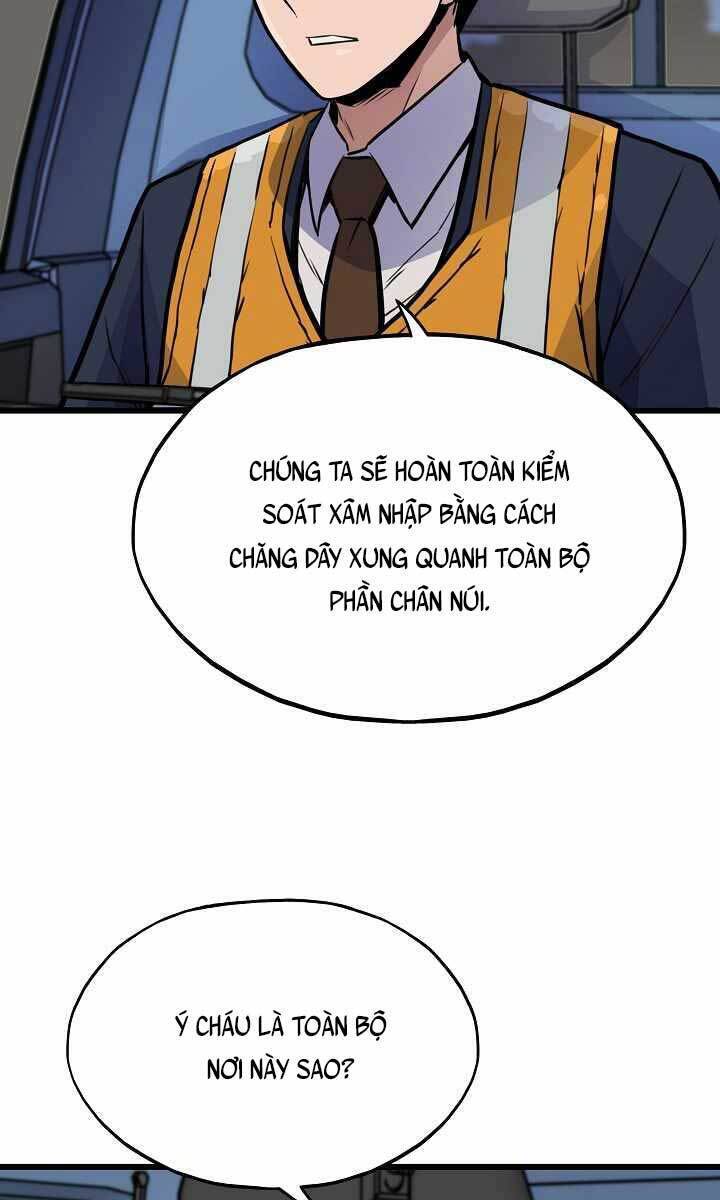 CHÚNG TA SẼ HOÀN TOÀN KIỂM
SOÁT XÂM NHẬP BẰNG CÁCH
CHĂNG DÂY XUNG QUANH TOÀN BỘ
PHẦN CHÂN NÚI.
Ý CHÁU LÀ TOÀN BỘ
NƠI NÀY SAO?